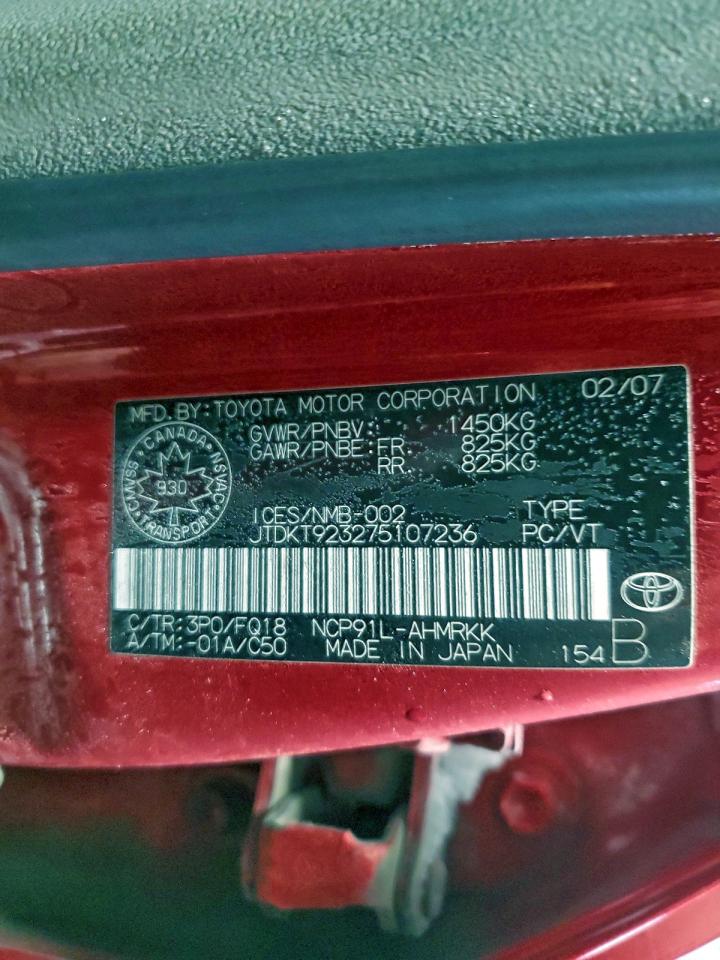 MFD.BY:TOYOTA MOTOR CORPORATION 02/07
GVWR/PNBV: 1450KG
GAWR/PNBE:FR. 825KG
RR. 825KG
CANADA
CMVSS NSVAC
930
TRANSPORT
ICES/NMB-002 TYPE
JTDKT923275107236 PC/VT
C/TR:3P0/FQ18 NCP91L-AHMRKK
A/TM:-01A/C50 MADE IN JAPAN 154 B